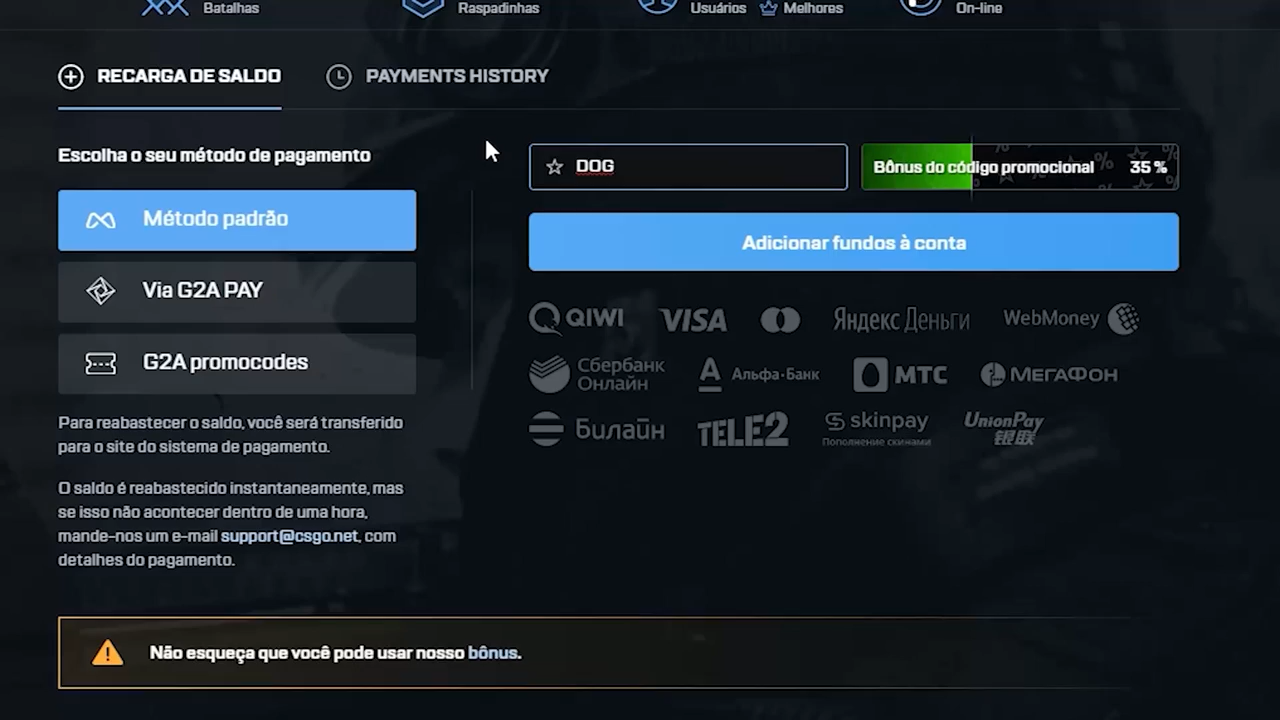 Batalhas
Raspadinhas
Usuários
Melhores
On-line
RECARGA DE SALDO
PAYMENTS HISTORY
Escolha o seu método de pagamento
Método padrão
Via G2A PAY
G2A promocodes
Para reabastecer o saldo, você será transferido
para o site do sistema de pagamento.
O saldo é reabastecido instantaneamente, mas
se isso não acontecer dentro de uma hora,
mande-nos um e-mail support@csgo.net, com
detalhes do pagamento.
DOG
Bônus do código promocional 35 %
Adicionar fundos à conta
QIWI VISA Яндекс Деньги WebMoney
Сбербанк
Онлайн
Альфа·Банк
МТС
МЕГАФОН
Билайн
TELE2
skinpay
Пополнение скинами
UnionPay
银联
Não esqueça que você pode usar nosso bônus.